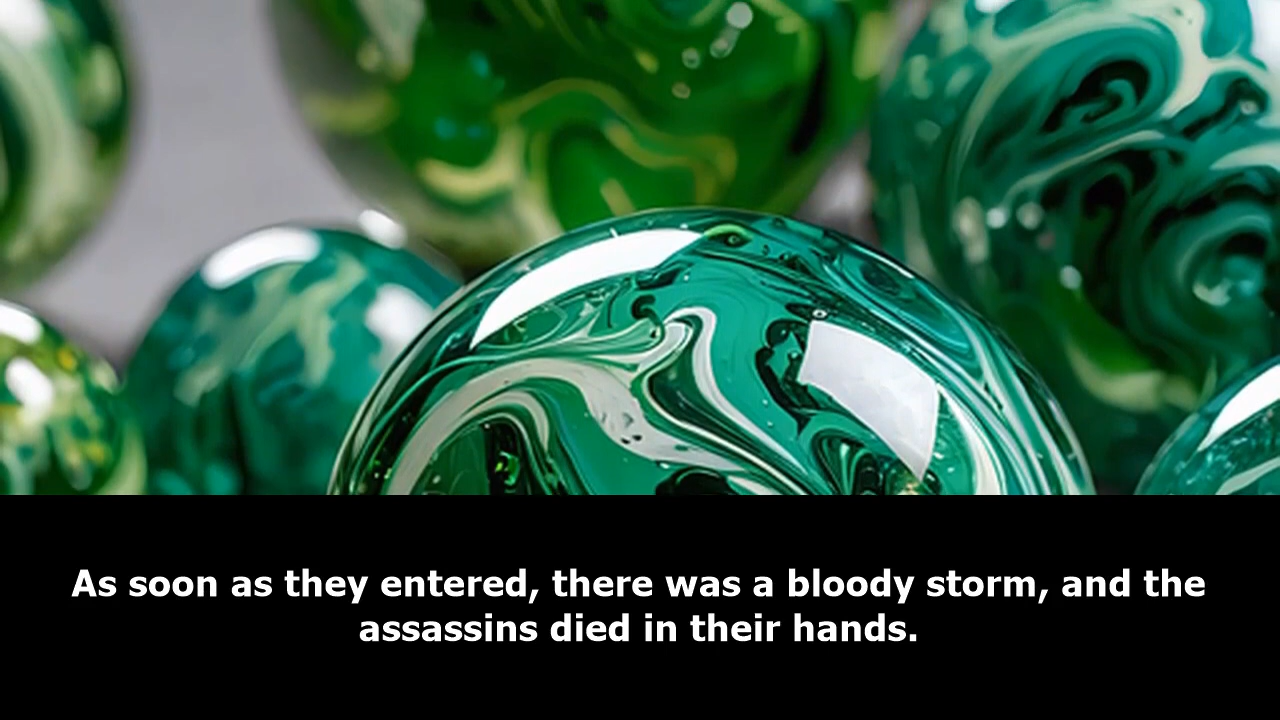 As soon as they entered, there was a bloody storm, and the
assassins died in their hands.